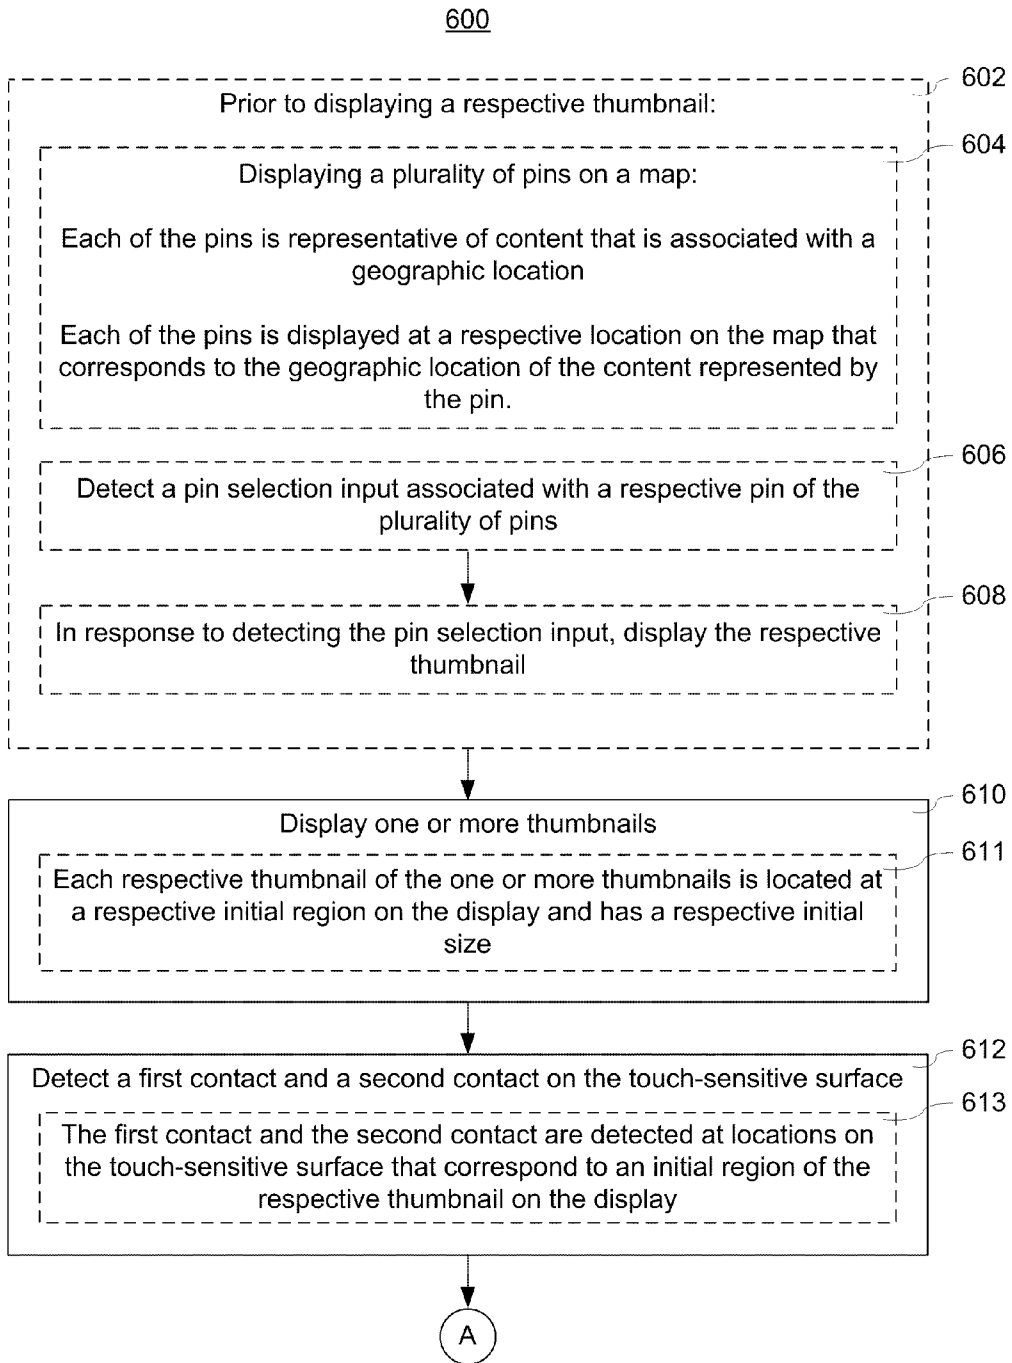 600
602
Prior to displaying a respective thumbnail:
604
Displaying a plurality of pins on a map:
Each of the pins is representative of content that is associated with a
geographic location
Each of the pins is displayed at a respective location on the map that
corresponds to the geographic location of the content represented by
the pin.
606
Detect a pin selection input associated with a respective pin of the
plurality of pins
608
In response to detecting the pin selection input, display the respective
thumbnail
610
Display one or more thumbnails
611
Each respective thumbnail of the one or more thumbnails is located at
a respective initial region on the display and has a respective initial
size
612
Detect a first contact and a second contact on the touch-sensitive surface
613
The first contact and the second contact are detected at locations on
the touch-sensitive surface that correspond to an initial region of the
respective thumbnail on the display
A